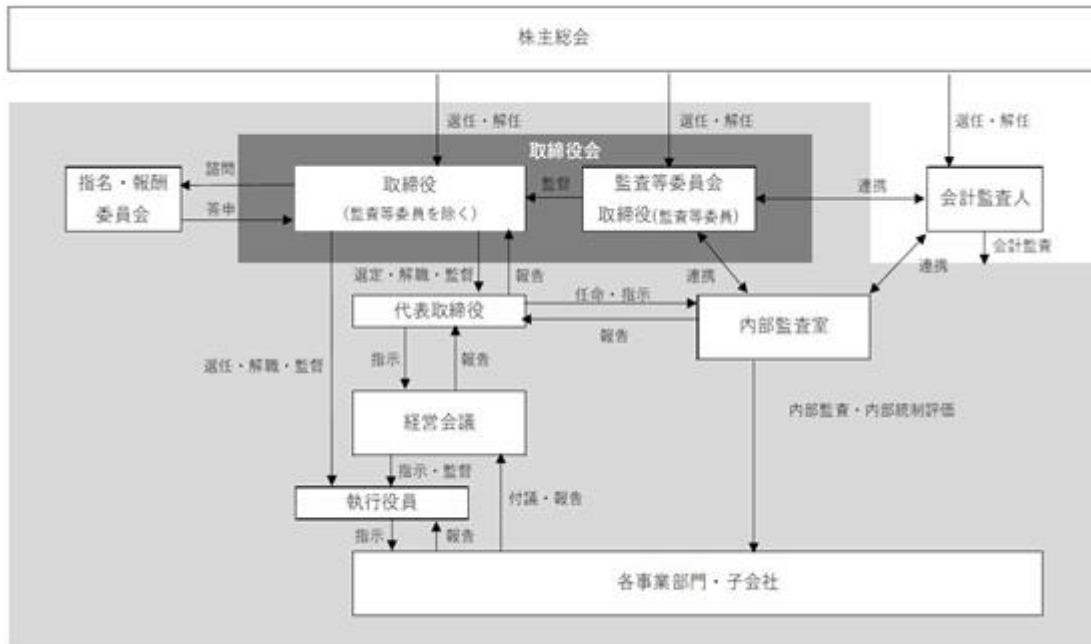 株主総会
選任・解任
選任・解任
選任・解任
取締役会
指名・報酬
委員会
諮問
答申
取締役
(監査等委員を除く)
監督
監査等委員会
取締役(監査等委員)
連携
会計監査人
会計監査
選定・解職・監督
報告
連携
連携
代表取締役
任命・指示
報告
内部監査室
選任・解職・監督
指示
報告
経営会議
内部監査・内部統制評価
指示・監督
執行役員
付議・報告
指示
報告
各事業部門・子会社